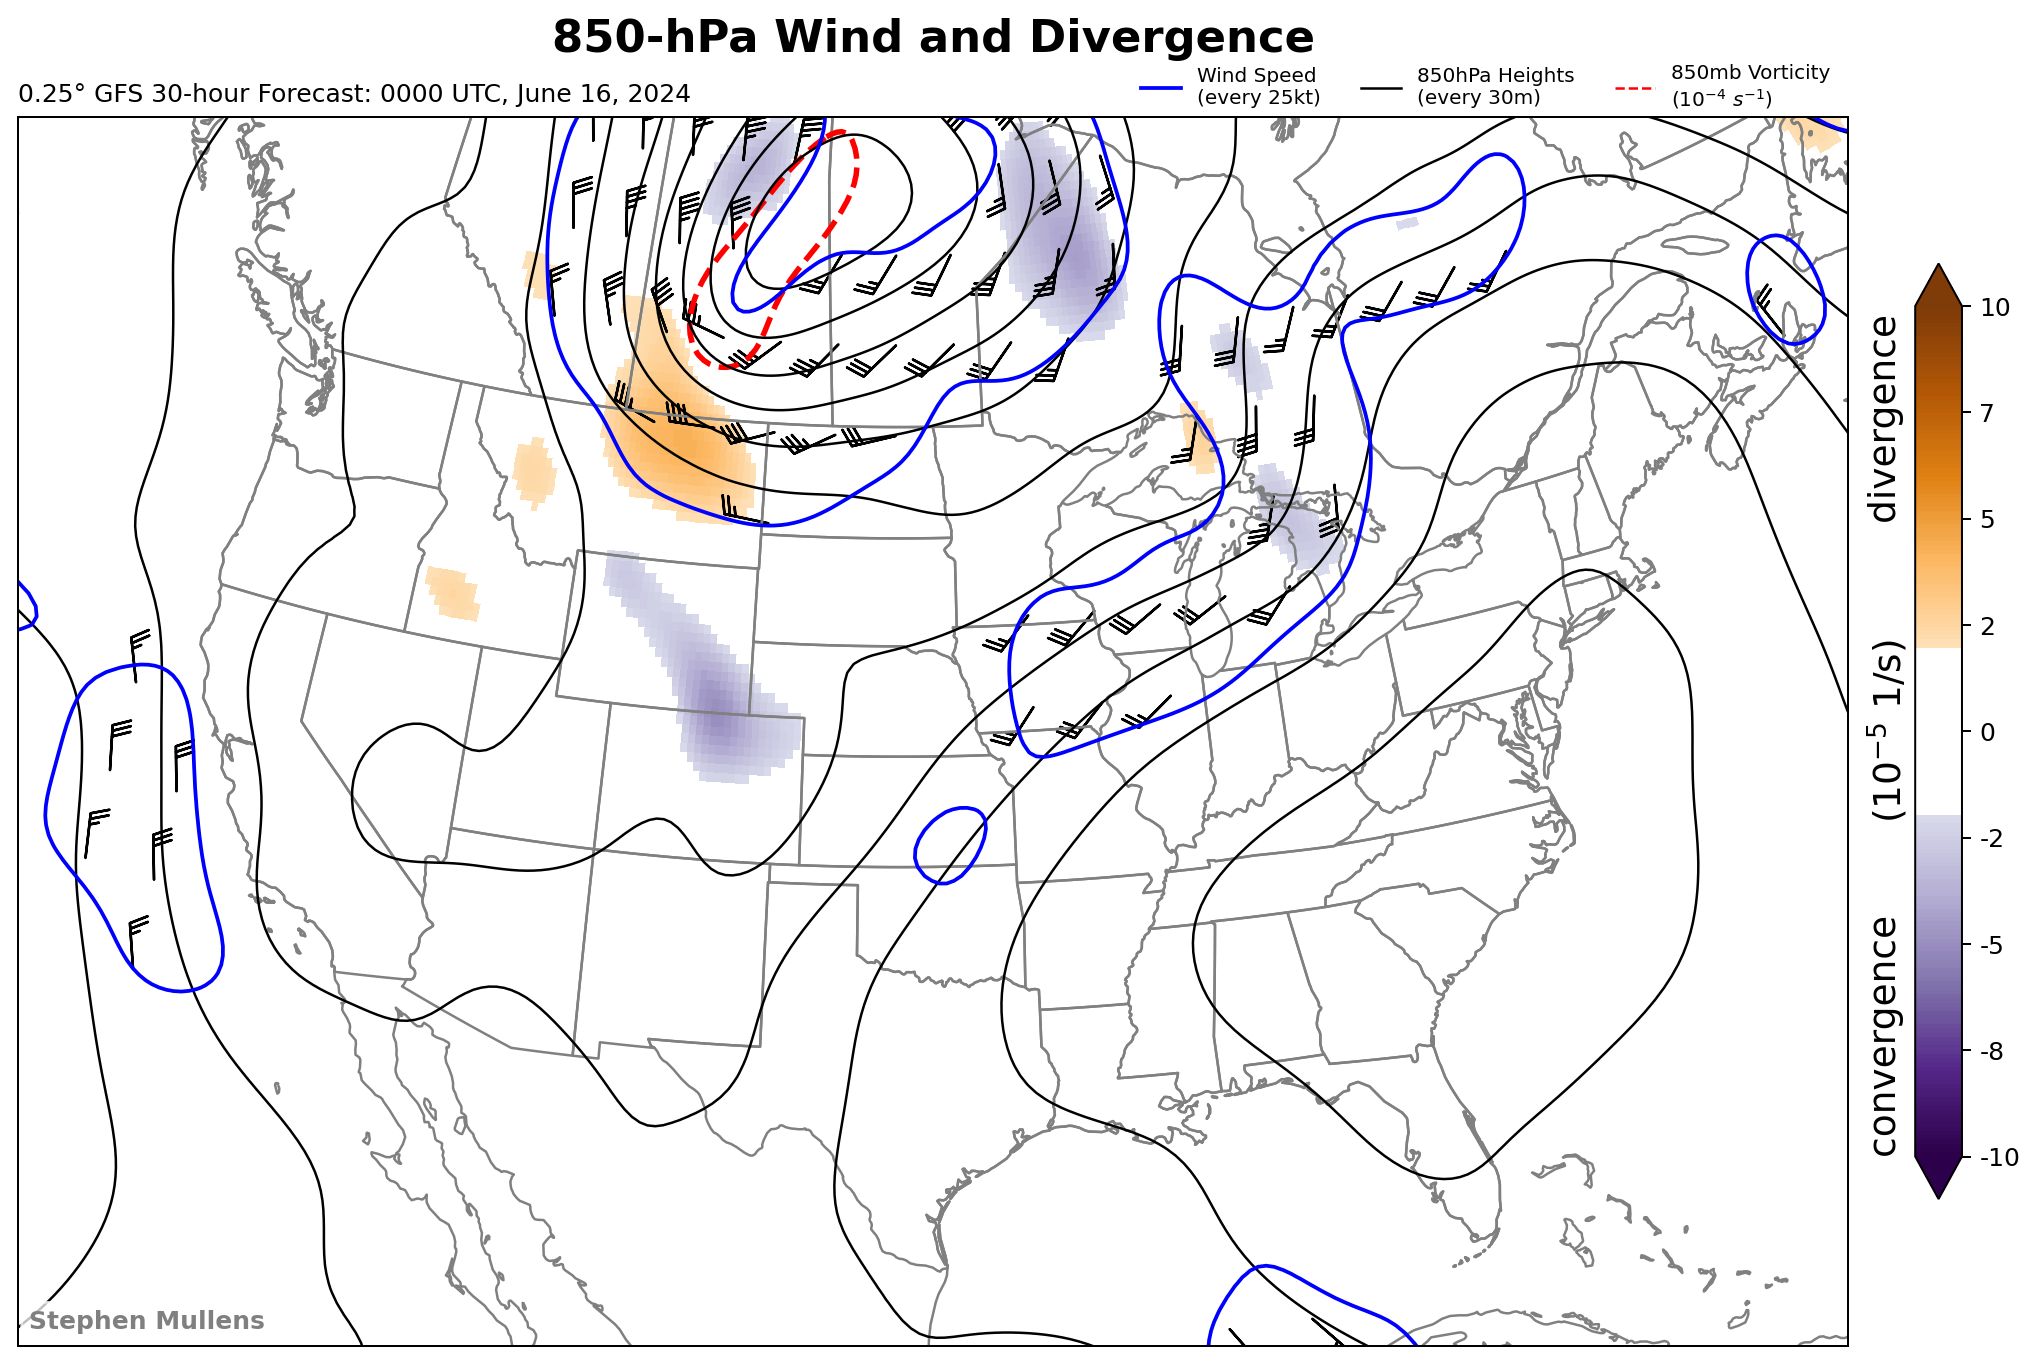 850-hPa Wind and Divergence
0.25° GFS 30-hour Forecast: 0000 UTC, June 16, 2024
Wind Speed
(every 25kt)
850hPa Heights
(every 30m)
850mb Vorticity
(10⁻⁴ s⁻¹)
10
7
5
2
0
-2
-5
-8
-10
divergence
(10⁻⁵ 1/s)
convergence
Stephen Mullens